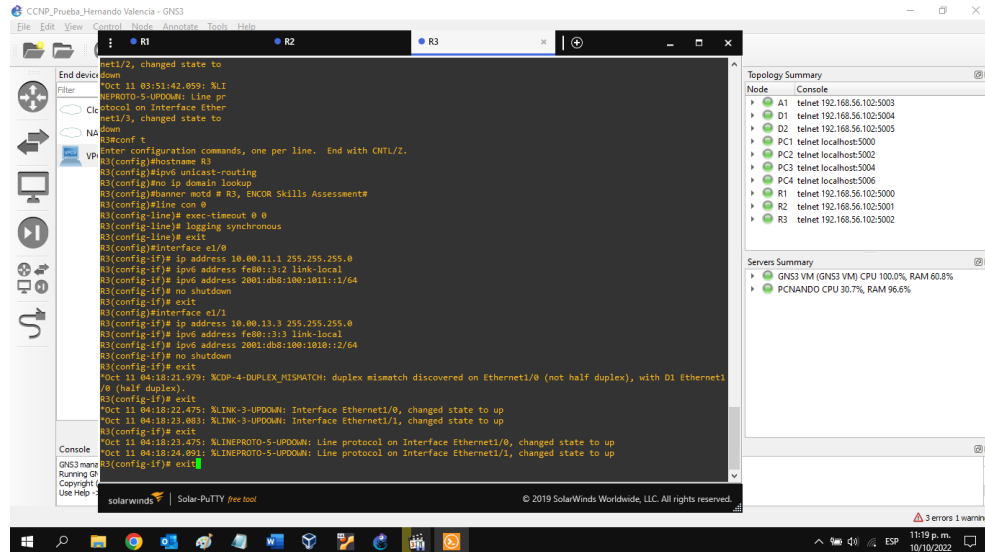 CCNP_Prueba_Hernando Valencia - GNS3
File Edit View Control Node Annotate Tools Help
R1
R2
R3
End device
Filter
Clo
NA
VP
net1/2, changed state to
down
*Oct 11 03:51:42.059: %LI
NEPROTO-5-UPDOWN: Line pr
otocol on Interface Ether
net1/3, changed state to
down
R3#conf t
Enter configuration commands, one per line. End with CNTL/Z.
R3(config)#hostname R3
R3(config)#ipv6 unicast-routing
R3(config)#no ip domain lookup
R3(config)#banner motd # R3, ENCOR Skills Assessment#
R3(config)#line con 0
R3(config-line)# exec-timeout 0 0
R3(config-line)# logging synchronous
R3(config-line)# exit
R3(config)#interface e1/0
R3(config-if)# ip address 10.00.11.1 255.255.255.0
R3(config-if)# ipv6 address fe80::3:2 link-local
R3(config-if)# ipv6 address 2001:db8:100:1011::1/64
R3(config-if)# no shutdown
R3(config-if)# exit
R3(config)#interface e1/1
R3(config-if)# ip address 10.00.13.3 255.255.255.0
R3(config-if)# ipv6 address fe80::3:3 link-local
R3(config-if)# ipv6 address 2001:db8:100:1010::2/64
R3(config-if)# no shutdown
R3(config-if)# exit
*Oct 11 04:18:21.979: %CDP-4-DUPLEX_MISMATCH: duplex mismatch discovered on Ethernet1/0 (not half duplex), with D1 Ethernet1
/0 (half duplex).
R3(config-if)# exit
*Oct 11 04:18:22.475: %LINK-3-UPDOWN: Interface Ethernet1/0, changed state to up
*Oct 11 04:18:23.083: %LINK-3-UPDOWN: Interface Ethernet1/1, changed state to up
R3(config-if)# exit
*Oct 11 04:18:23.475: %LINEPROTO-5-UPDOWN: Line protocol on Interface Ethernet1/0, changed state to up
*Oct 11 04:18:24.091: %LINEPROTO-5-UPDOWN: Line protocol on Interface Ethernet1/1, changed state to up
R3(config-if)# exit
solarwinds Solar-PuTTY free tool
© 2019 SolarWinds Worldwide, LLC. All rights reserved.
Console
GNS3 mana
Running GN
Copyright (
Use Help -
Topology Summary
Node Console
A1 telnet 192.168.56.102:5003
D1 telnet 192.168.56.102:5004
D2 telnet 192.168.56.102:5005
PC1 telnet localhost:5000
PC2 telnet localhost:5002
PC3 telnet localhost:5004
PC4 telnet localhost:5006
R1 telnet 192.168.56.102:5000
R2 telnet 192.168.56.102:5001
R3 telnet 192.168.56.102:5002
Servers Summary
GNS3 VM (GNS3 VM) CPU 100.0%, RAM 60.8%
PCNANDO CPU 30.7%, RAM 96.6%
3 errors 1 warnin
ESP
11:19 p. m.
10/10/2022